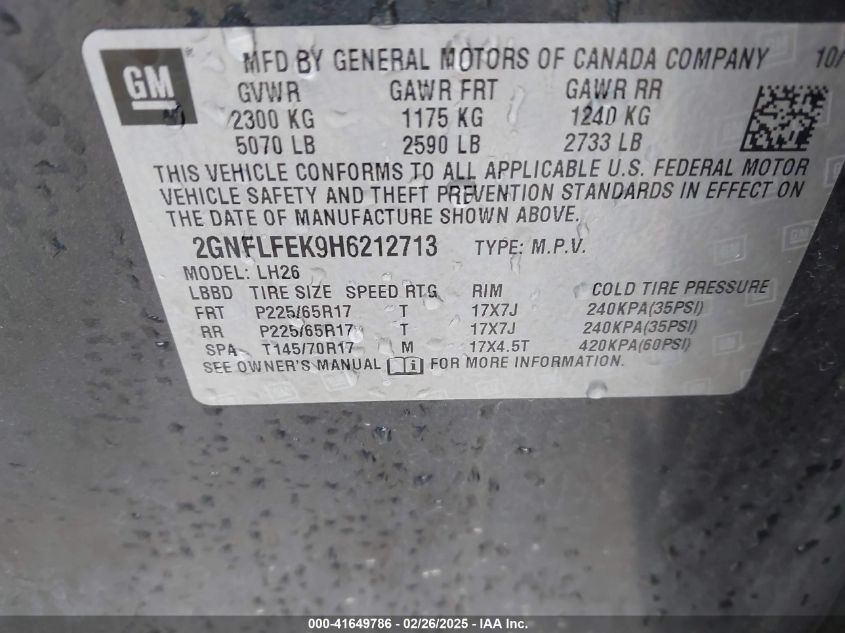 GM ® MFD BY GENERAL MOTORS OF CANADA COMPANY 10/
GVWR GAWR FRT GAWR RR
2300 KG 1175 KG 1240 KG
5070 LB 2590 LB 2733 LB
THIS VEHICLE CONFORMS TO ALL APPLICABLE U.S. FEDERAL MOTOR
VEHICLE SAFETY AND THEFT PREVENTION STANDARDS IN EFFECT ON
THE DATE OF MANUFACTURE SHOWN ABOVE.
2GNFLFEK9H6212713 TYPE: M.P.V.
MODEL: LH26
LBBD TIRE SIZE SPEED RTG RIM COLD TIRE PRESSURE
FRT P225/65R17 T 17X7J 240KPA(35PSI)
RR P225/65R17 T 17X7J 240KPA(35PSI)
SPA T145/70R17 M 17X4.5T 420KPA(60PSI)
SEE OWNER'S MANUAL i FOR MORE INFORMATION.
000-41649786 - 02/26/2025 - IAA Inc.